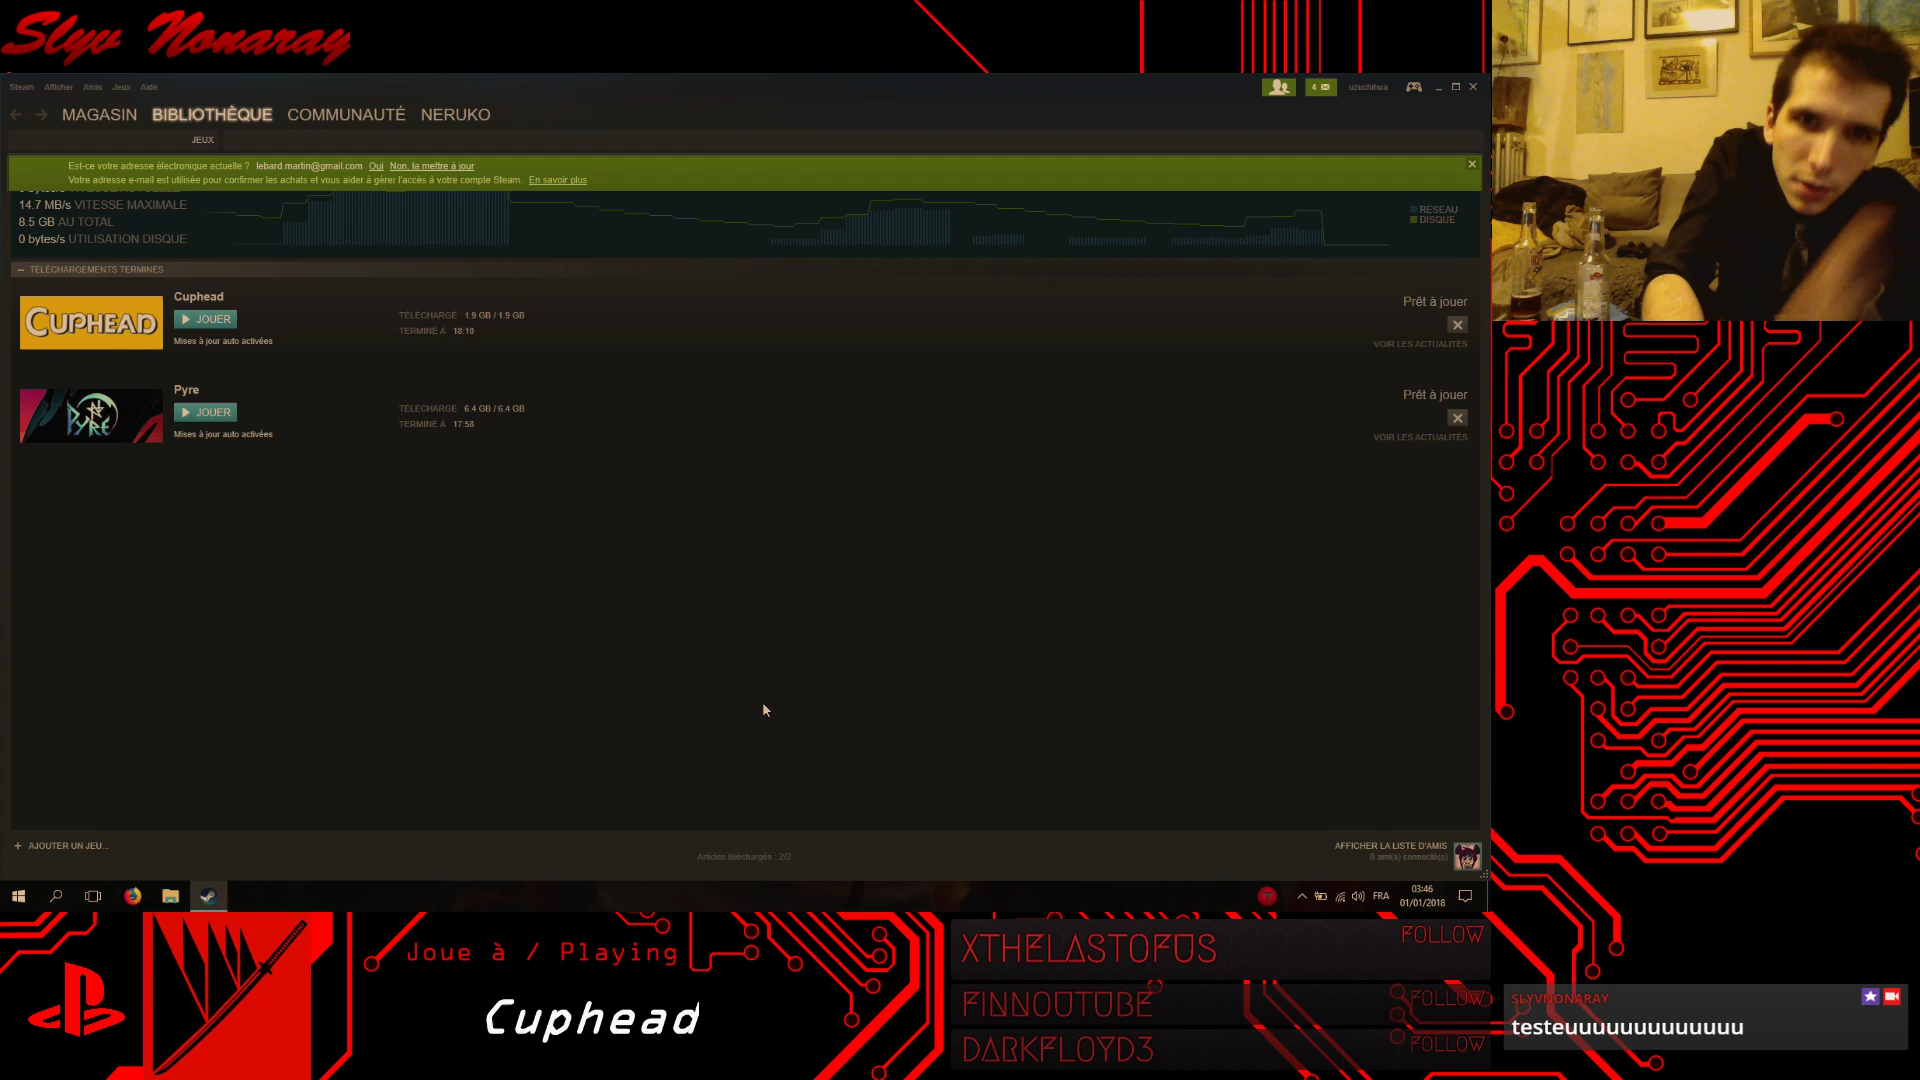 Slyv Nonaray
Steam Afficher Amis Jeux Aide
4
uzuchihua
MAGASIN BIBLIOTHÈQUE COMMUNAUTÉ NERUKO
JEUX
Est-ce votre adresse électronique actuelle ? lebard.martin@gmail.com Oui Non, la mettre à jour
Votre adresse e-mail est utilisée pour confirmer les achats et vous aider à gérer l'accès à votre compte Steam. En savoir plus
14.7 MB/s VITESSE MAXIMALE
8.5 GB AU TOTAL
0 bytes/s UTILISATION DISQUE
RÉSEAU
DISQUE
TÉLÉCHARGEMENTS TERMINÉS
CUPHEAD
Cuphead
JOUER
Mises à jour auto activées
TÉLÉCHARGÉ 1.9 GB / 1.9 GB
TERMINÉ À 18:10
Prêt à jouer
VOIR LES ACTUALITÉS
PYRE
Pyre
JOUER
Mises à jour auto activées
TÉLÉCHARGÉ 6.4 GB / 6.4 GB
TERMINÉ À 17:58
Prêt à jouer
VOIR LES ACTUALITÉS
+ AJOUTER UN JEU...
Articles téléchargés : 2/2
AFFICHER LA LISTE D'AMIS
8 ami(s) connecté(s)
FRA
03:46
01/01/2018
Joue à / Playing
Cuphead
XTHELASTOFUS FOLLOW
FINNOUTUBE FOLLOW
DARKFLOYD3 FOLLOW
SLYVNONARAY
testeuuuuuuuuuuuuu